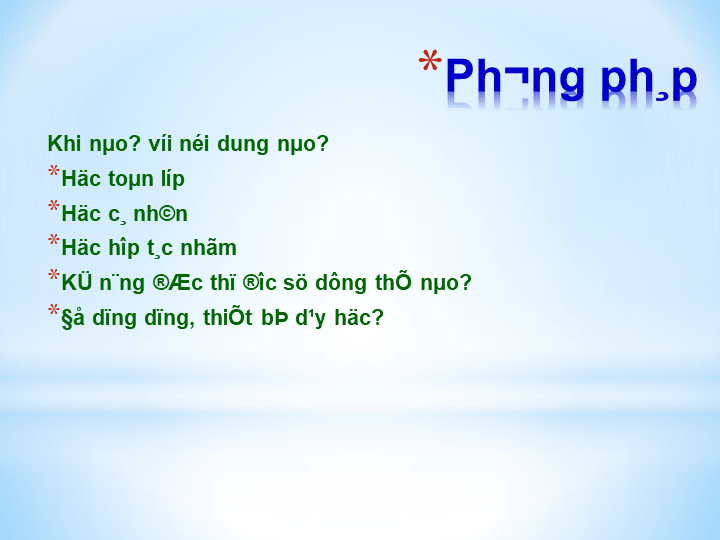 *Ph¬ng ph¸p
Khi nµo? víi néi dung nµo?
*Häc toµn líp
*Häc c¸ nh©n
*Häc hîp t¸c nhãm
*KÜ n¨ng ®Æc thï ®îc sö dông thÕ nµo?
*§å dïng dïng, thiÕt bÞ d¹y häc?